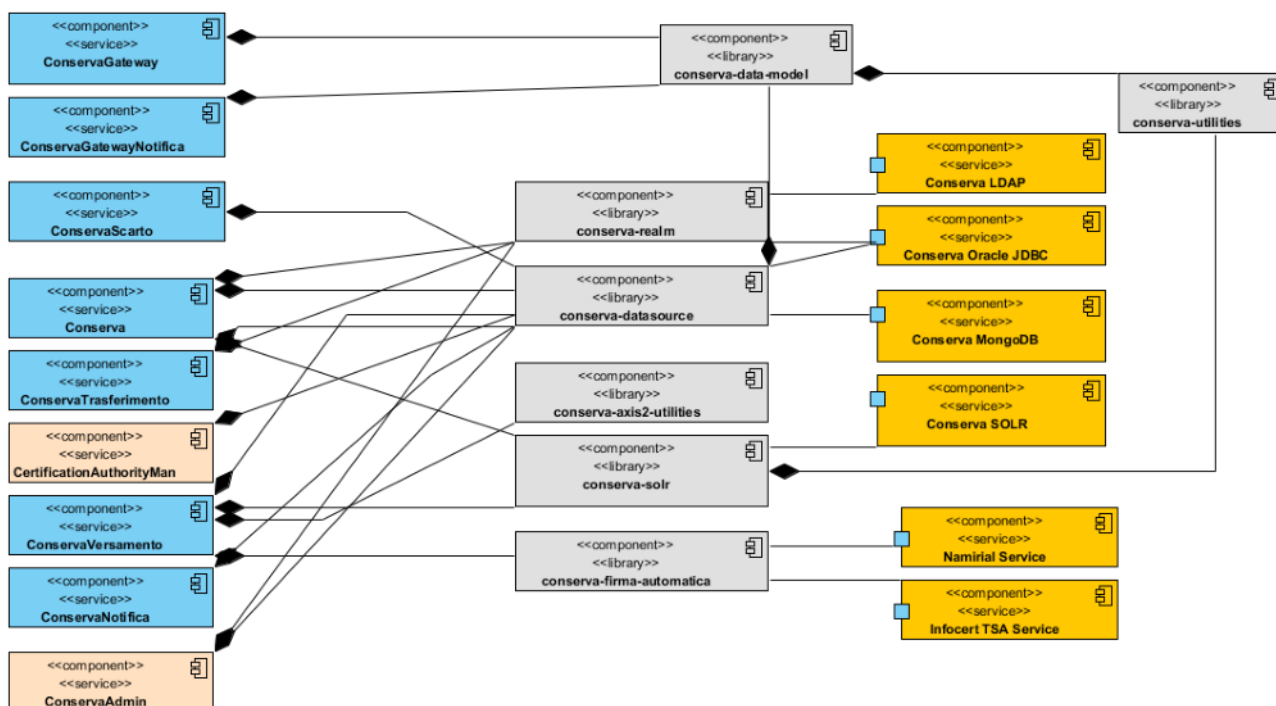 <<component>>
<<service>>
ConservaGateway
<<component>>
<<service>>
ConservaGatewayNotifica
<<component>>
<<service>>
ConservaScarto
<<component>>
<<service>>
Conserva
<<component>>
<<service>>
ConservaTrasferimento
<<component>>
<<service>>
CertificationAuthorityMan
<<component>>
<<service>>
ConservaVersamento
<<component>>
<<service>>
ConservaNotifica
<<component>>
<<service>>
ConservaAdmin
<<component>>
<<library>>
conserva-data-model
<<component>>
<<library>>
conserva-realm
<<component>>
<<library>>
conserva-datasource
<<component>>
<<library>>
conserva-axis2-utilities
<<component>>
<<library>>
conserva-solr
<<component>>
<<library>>
conserva-firma-automatica
<<component>>
<<library>>
conserva-utilities
<<component>>
<<service>>
Conserva LDAP
<<component>>
<<service>>
Conserva Oracle JDBC
<<component>>
<<service>>
Conserva MongoDB
<<component>>
<<service>>
Conserva SOLR
<<component>>
<<service>>
Namirial Service
<<component>>
<<service>>
Infocert TSA Service